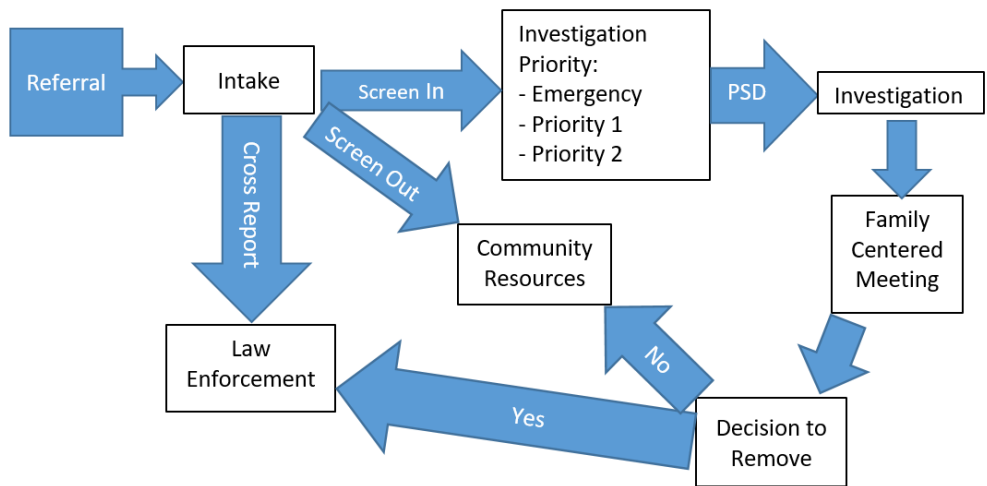 Referral
Intake
Screen In
Investigation
Priority:
- Emergency
- Priority 1
- Priority 2
PSD
Investigation
Screen Out
Cross Report
Community
Resources
Family
Centered
Meeting
Law
Enforcement
No
Yes
Decision to
Remove